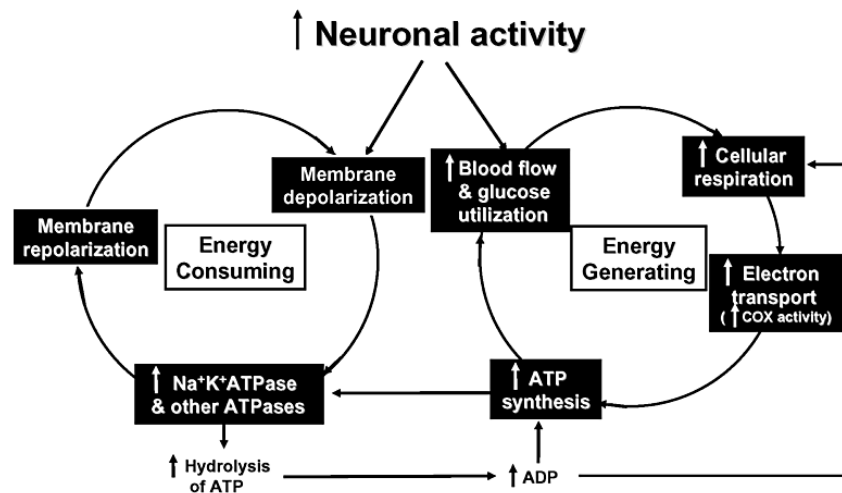 ↑ Neuronal activity
Membrane
depolarization
↑ Blood flow
& glucose
utilization
↑ Cellular
respiration
Membrane
repolarization
Energy
Consuming
Energy
Generating
↑ Electron
transport
(↑COX activity)
↑ Na⁺K⁺ATPase
& other ATPases
↑ ATP
synthesis
↑ Hydrolysis
of ATP
↑ ADP